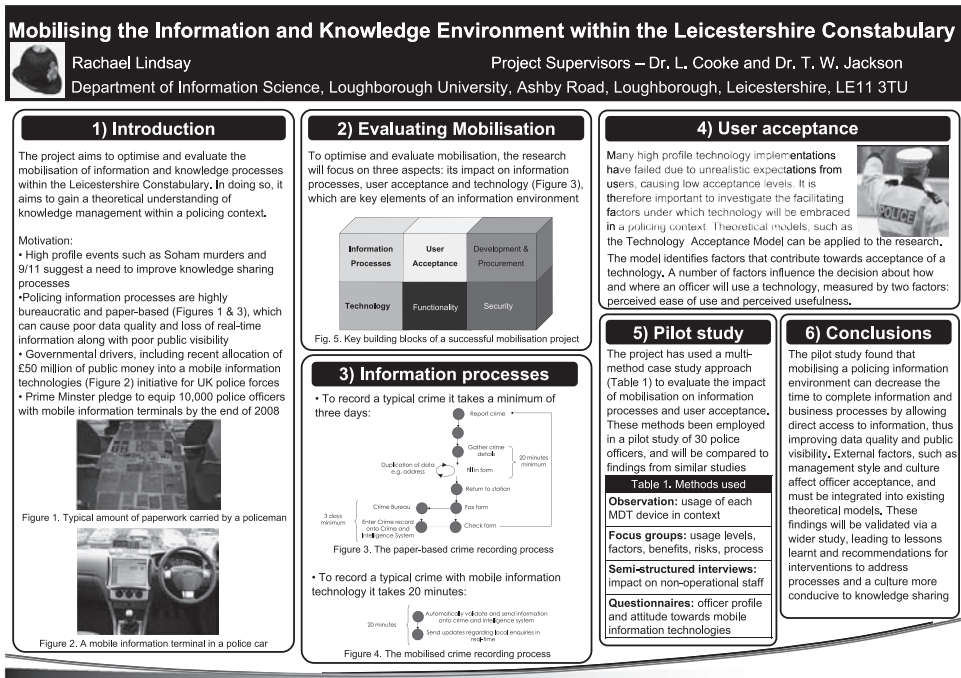 Mobilising the Information and Knowledge Environment within the Leicestershire Constabulary
Rachael Lindsay
Project Supervisors – Dr. L. Cooke and Dr. T. W. Jackson
Department of Information Science, Loughborough University, Ashby Road, Loughborough, Leicestershire, LE11 3TU
1) Introduction
The project aims to optimise and evaluate the
mobilisation of information and knowledge processes
within the Leicestershire Constabulary. In doing so, it
aims to gain a theoretical understanding of
knowledge management within a policing context.
Motivation:
• High profile events such as Soham murders and
9/11 suggest a need to improve knowledge sharing
processes
•Policing information processes are highly
bureaucratic and paper-based (Figures 1 & 3), which
can cause poor data quality and loss of real-time
information along with poor public visibility
• Governmental drivers, including recent allocation of
£50 million of public money into a mobile information
technologies (Figure 2) initiative for UK police forces
• Prime Minster pledge to equip 10,000 police officers
with mobile information terminals by the end of 2008
Figure 1. Typical amount of paperwork carried by a policeman
Figure 2. A mobile information terminal in a police car
2) Evaluating Mobilisation
To optimise and evaluate mobilisation, the research
will focus on three aspects: its impact on information
processes, user acceptance and technology (Figure 3),
which are key elements of an information environment
Information
Processes
User
Acceptance
Development &
Procurement
Technology
Functionality
Security
Fig. 5. Key building blocks of a successful mobilisation project
3) Information processes
• To record a typical crime it takes a minimum of
three days:
Report crime
Gather crime
details
20 minutes
minimum
Duplication of data
e.g. address
Fill in form
Return to station
Crime Bureau
Fax form
3 days
minimum
Enter Crime record
onto Crime and
Intelligence System
Check farm
Figure 3. The paper-based crime recording process
• To record a typical crime with mobile information
technology it takes 20 minutes:
20 minutes
Automatically validate and send information
onto crime and intelligence system
Send updates regarding local enquiries in
real-time
Figure 4. The mobilised crime recording process
4) User acceptance
Many high profile technology implementations
have failed due to unrealistic expectations from
users, causing low acceptance levels. It is
therefore important to investigate the facilitating
factors under which technology will be embraced
in a policing context. Theoretical models, such as
the Technology Acceptance Model can be applied to the research.
The model identifies factors that contribute towards acceptance of a
technology. A number of factors influence the decision about how
and where an officer will use a technology, measured by two factors:
perceived ease of use and perceived usefulness.
POLICE
5) Pilot study
The project has used a multi-
method case study approach
(Table 1) to evaluate the impact
of mobilisation on information
processes and user acceptance.
These methods been employed
in a pilot study of 30 police
officers, and will be compared to
findings from similar studies
Table 1. Methods used
Observation: usage of each
MDT device in context
Focus groups: usage levels,
factors, benefits, risks, process
Semi-structured interviews:
impact on non-operational staff
Questionnaires: officer profile
and attitude towards mobile
information technologies
6) Conclusions
The pilot study found that
mobilising a policing information
environment can decrease the
time to complete information and
business processes by allowing
direct access to information, thus
improving data quality and public
visibility. External factors, such as
management style and culture
affect officer acceptance, and
must be integrated into existing
theoretical models. These
findings will be validated via a
wider study, leading to lessons
learnt and recommendations for
interventions to address
processes and a culture more
conducive to knowledge sharing